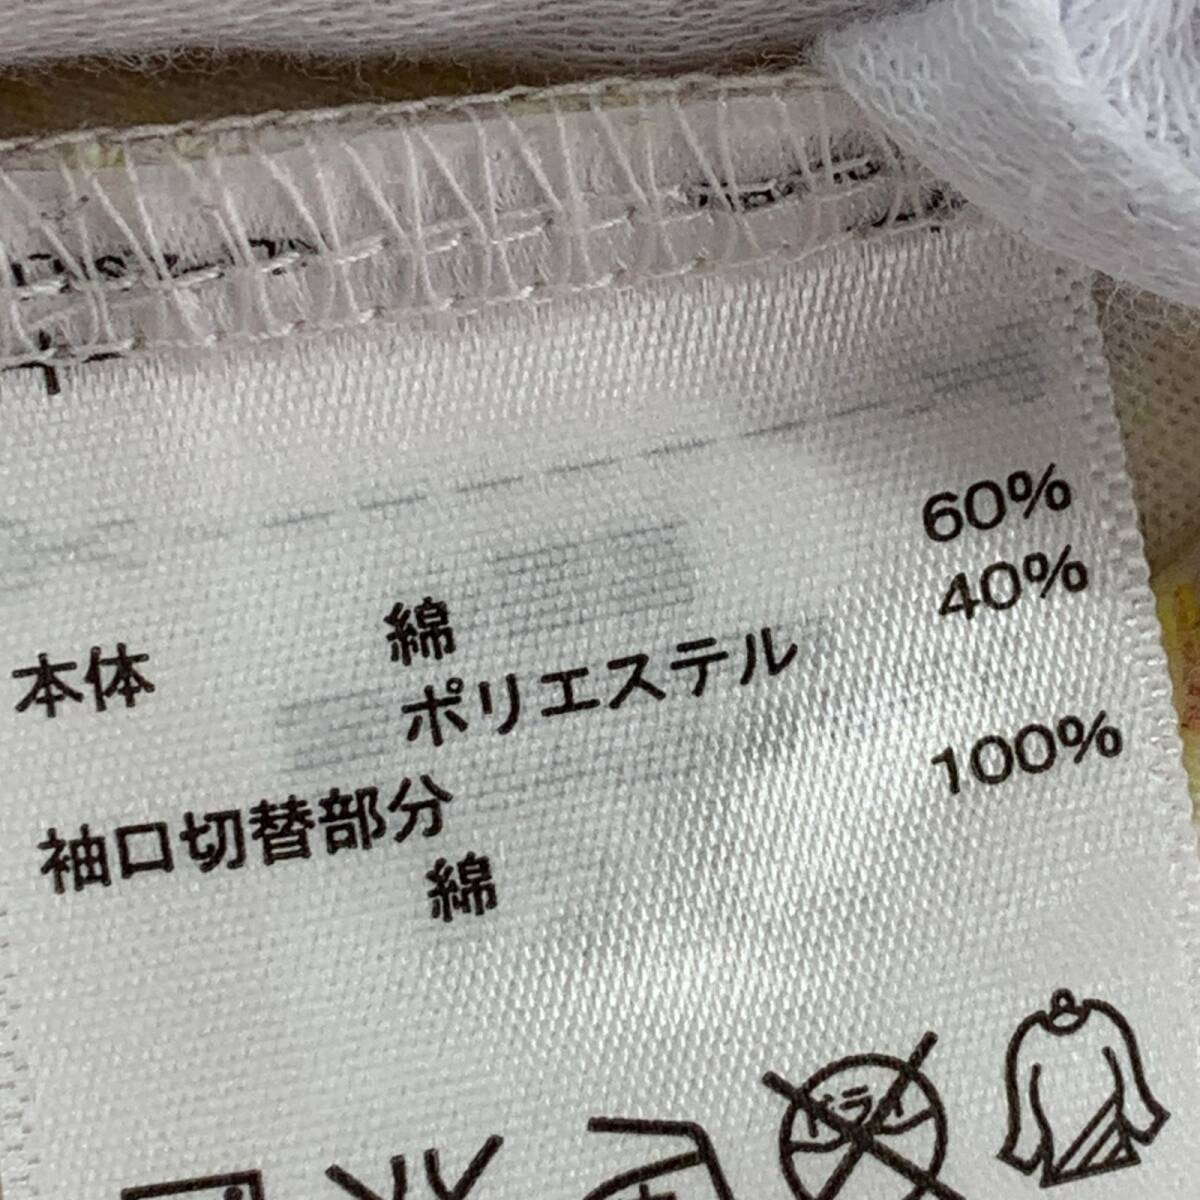 本体 綿 60%
ポリエステル 40%
袖口切替部分
綿 100%
ドライ